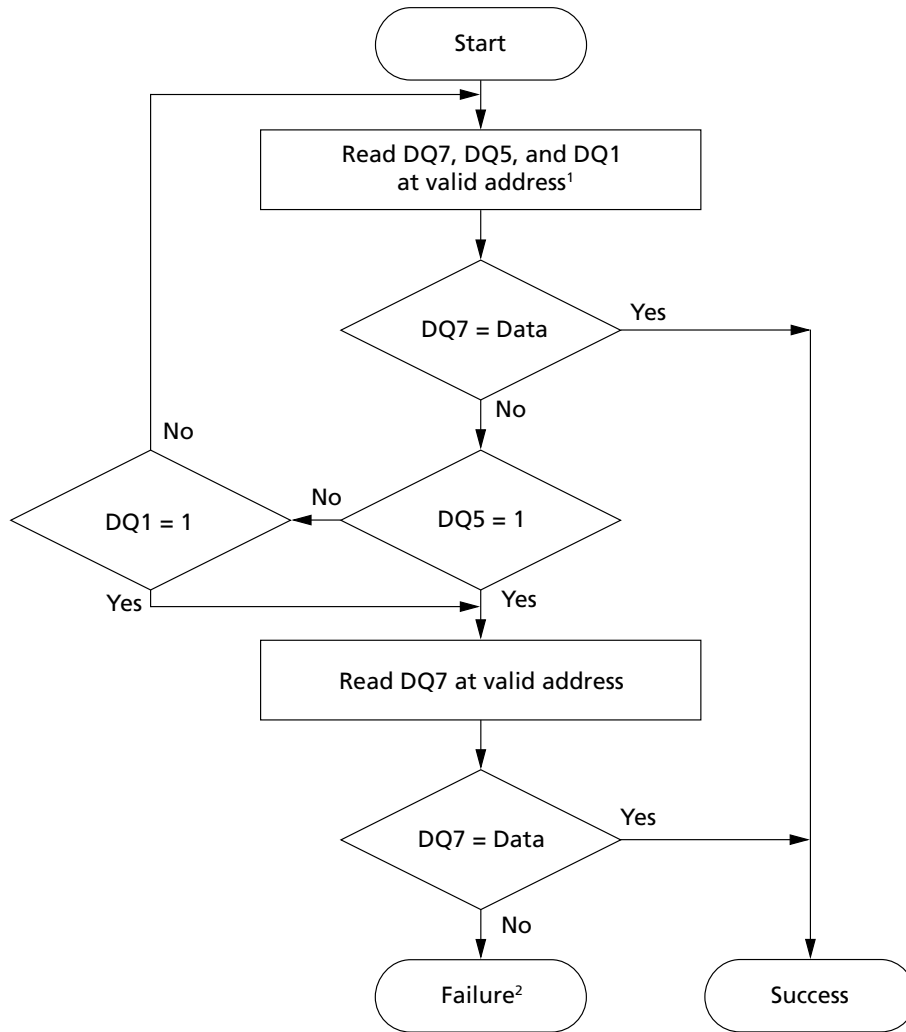 Start
Read DQ7, DQ5, and DQ1
at valid address¹
DQ7 = Data
Yes
No
No
DQ1 = 1
No
DQ5 = 1
Yes
Yes
Read DQ7 at valid address
DQ7 = Data
Yes
No
Failure²
Success